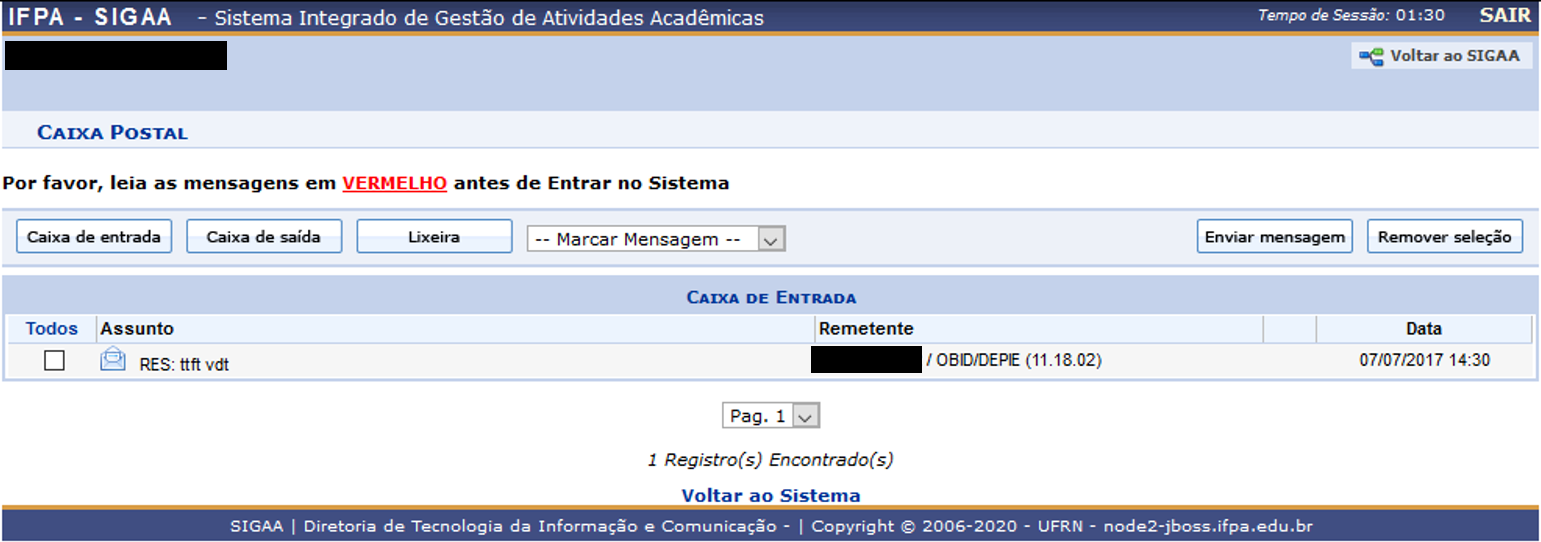 IFPA - SIGAA - Sistema Integrado de Gestão de Atividades Acadêmicas Tempo de Sessão: 01:30 SAIR
Voltar ao SIGAA
Caixa Postal
Por favor, leia as mensagens em VERMELHO antes de Entrar no Sistema
Caixa de entrada Caixa de saída Lixeira -- Marcar Mensagem -- Enviar mensagem Remover seleção
Caixa de Entrada
Todos Assunto Remetente Data
RES: ttft vdt / OBID/DEPIE (11.18.02) 07/07/2017 14:30
Pag. 1
1 Registro(s) Encontrado(s)
Voltar ao Sistema
SIGAA | Diretoria de Tecnologia da Informação e Comunicação - | Copyright © 2006-2020 - UFRN - node2-jboss.ifpa.edu.br